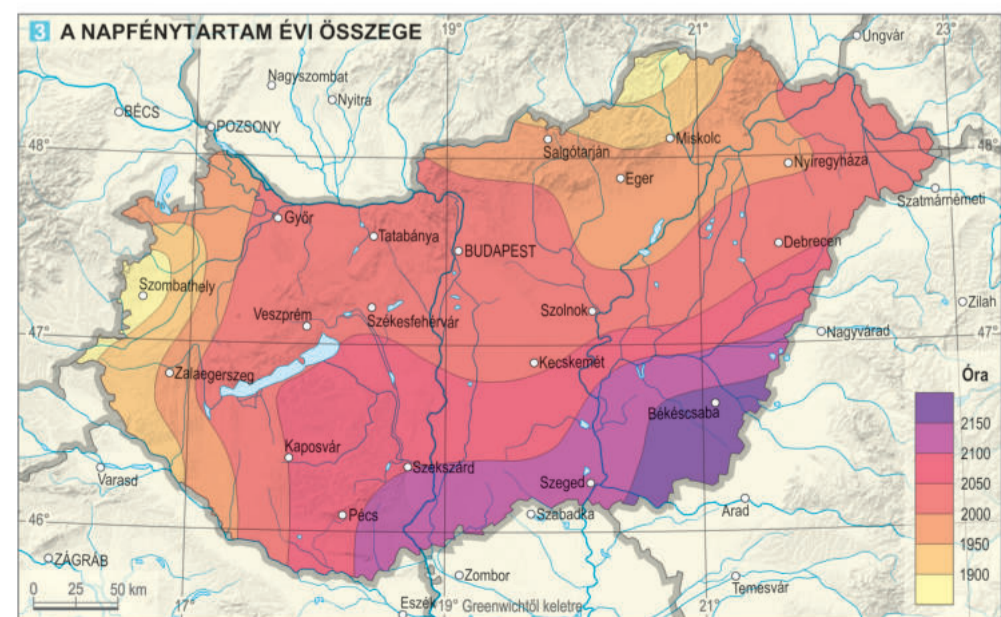 3 A NAPFÉNYTARTAM ÉVI ÖSSZEGE
19°
21°
23°
Ungvár
Nagyszombat
Nyitra
BÉCS
POZSONY
48°
48°
Salgótarján
Miskolc
Eger
Nyíregyháza
Szatmárnémeti
Győr
Tatabánya
BUDAPEST
Debrecen
Szombathely
Veszprém
Székesfehérvár
Szolnok
Zilah
47°
47°
Nagyvárad
Zalaegerszeg
Kecskemét
Óra
Békéscsaba
2150
2100
2050
2000
1950
1900
Kaposvár
Szekszárd
Varasd
Szeged
Pécs
Szabadka
Arad
46°
46°
ZÁGRÁB
Zombor
Temesvár
0 25 50 km
17°
Eszék
19° Greenwichtől keletre
21°